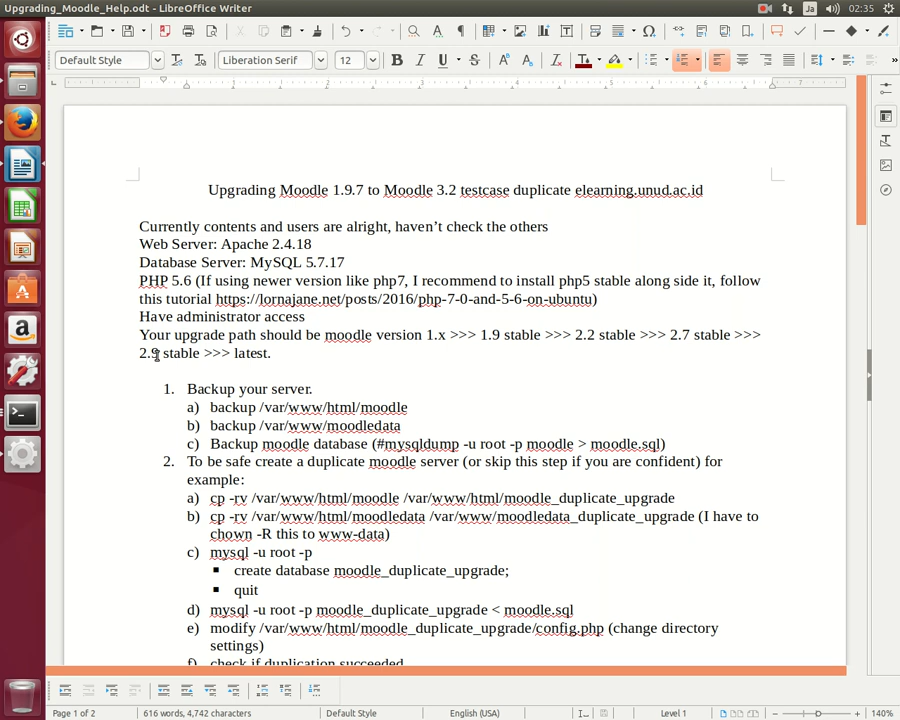 Upgrading_Moodle_Help.odt - LibreOffice Writer
Ja
02:35
Default Style
Liberation Serif
12
Upgrading Moodle 1.9.7 to Moodle 3.2 testcase duplicate elearning.unud.ac.id
Currently contents and users are alright, haven't check the others
Web Server: Apache 2.4.18
Database Server: MySQL 5.7.17
PHP 5.6 (If using newer version like php7, I recommend to install php5 stable along side it, follow
this tutorial https://lornajane.net/posts/2016/php-7-0-and-5-6-on-ubuntu)
Have administrator access
Your upgrade path should be moodle version 1.x >>> 1.9 stable >>> 2.2 stable >>> 2.7 stable >>>
2.9 stable >>> latest.
1. Backup your server.
a) backup /var/www/html/moodle
b) backup /var/www/moodledata
c) Backup moodle database (#mysqldump -u root -p moodle > moodle.sql)
2. To be safe create a duplicate moodle server (or skip this step if you are confident) for
example:
a) cp -rv /var/www/html/moodle /var/www/html/moodle_duplicate_upgrade
b) cp -rv /var/www/moodledata /var/www/moodledata_duplicate_upgrade (I have to
chown -R this to www-data)
c) mysql -u root -p
▪ create database moodle_duplicate_upgrade;
▪ quit
d) mysql -u root -p moodle_duplicate_upgrade < moodle.sql
e) modify /var/www/html/moodle_duplicate_upgrade/config.php (change directory
settings)
f) check if duplication succeeded
Page 1 of 2
616 words, 4,742 characters
Default Style
English (USA)
Level 1
140%